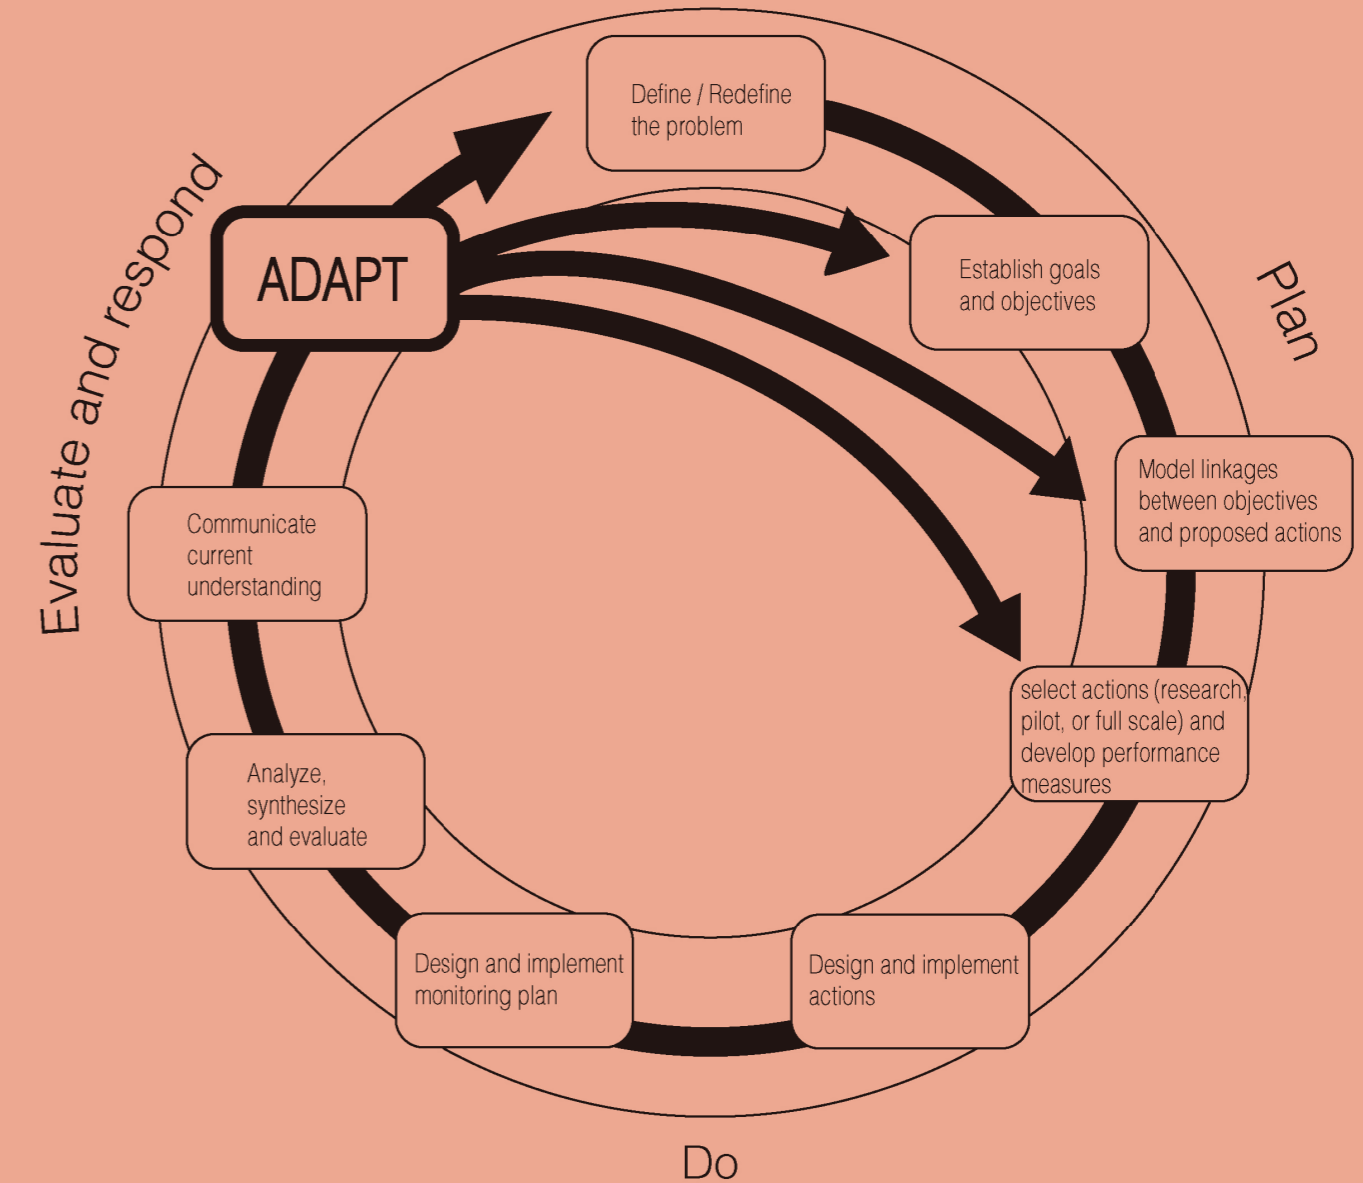 Define / Redefine
the problem
Establish goals
and objectives
Plan
Model linkages
between objectives
and proposed actions
select actions (research,
pilot, or full scale) and
develop performance
measures
Design and implement
actions
Do
Design and implement
monitoring plan
Analyze,
synthesize
and evaluate
Communicate
current
understanding
Evaluate and respond
ADAPT